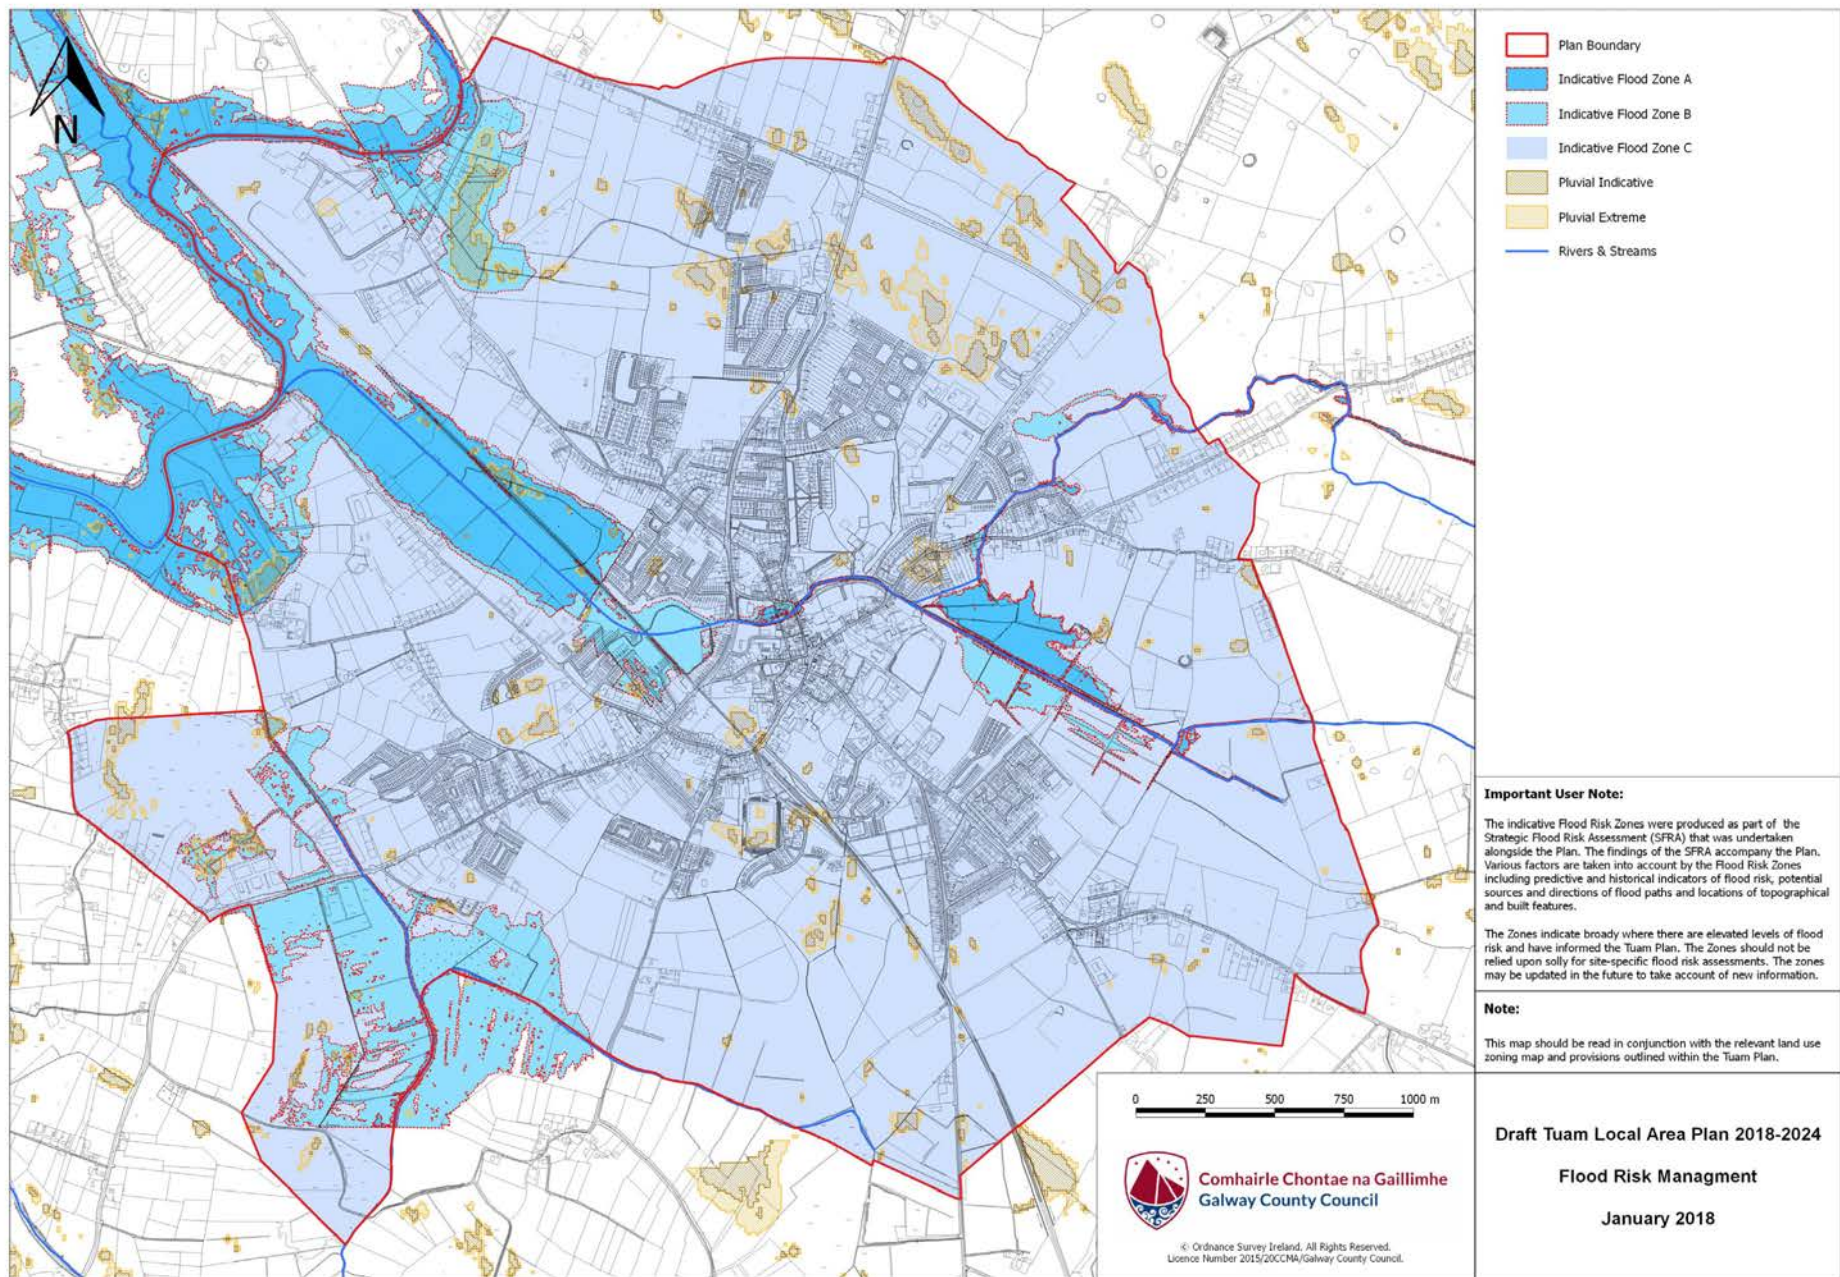 N
Plan Boundary
Indicative Flood Zone A
Indicative Flood Zone B
Indicative Flood Zone C
Pluvial Indicative
Pluvial Extreme
Rivers & Streams
Important User Note:
The indicative Flood Risk Zones were produced as part of the
Strategic Flood Risk Assessment (SFRA) that was undertaken
alongside the Plan. The findings of the SFRA accompany the Plan.
Various factors are taken into account by the Flood Risk Zones
including predictive and historical indicators of flood risk, potential
sources and directions of flood paths and locations of topographical
and built features.
The Zones indicate broady where there are elevated levels of flood
risk and have informed the Tuam Plan. The Zones should not be
relied upon solly for site-specific flood risk assessments. The zones
may be updated in the future to take account of new information.
Note:
This map should be read in conjunction with the relevant land use
zoning map and provisions outlined within the Tuam Plan.
0 250 500 750 1000 m
Comhairle Chontae na Gaillimhe
Galway County Council
© Ordnance Survey Ireland. All Rights Reserved.
Licence Number 2015/20CCMA/Galway County Council.
Draft Tuam Local Area Plan 2018-2024
Flood Risk Managment
January 2018